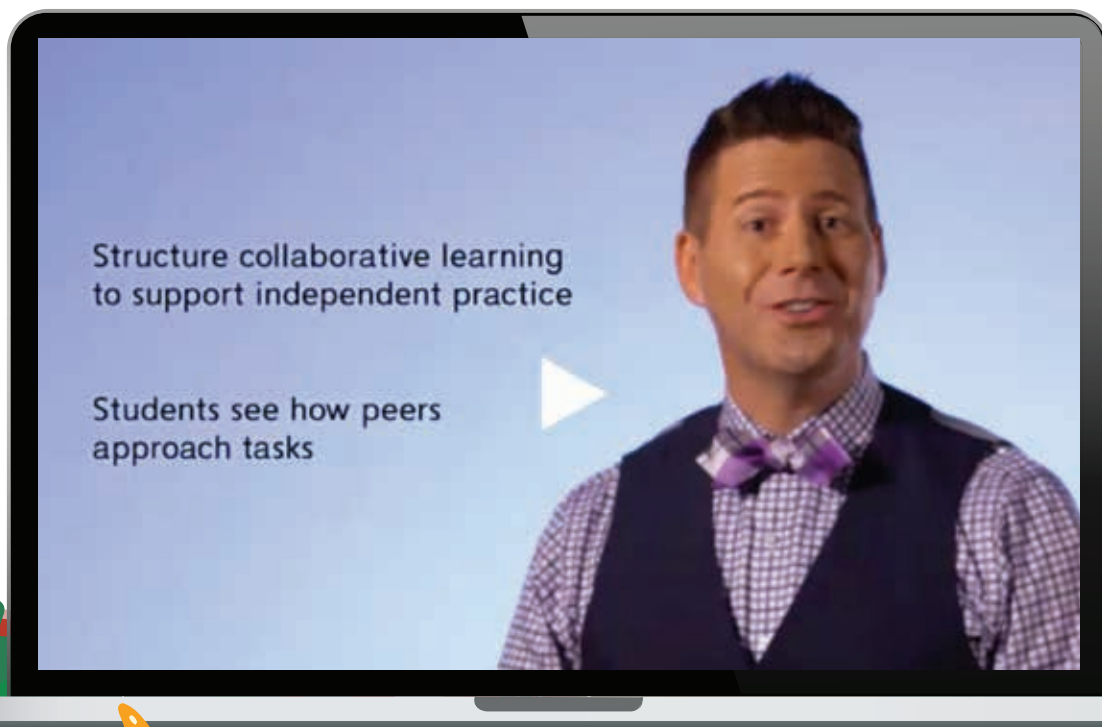 Structure collaborative learning
to support independent practice
Students see how peers
approach tasks